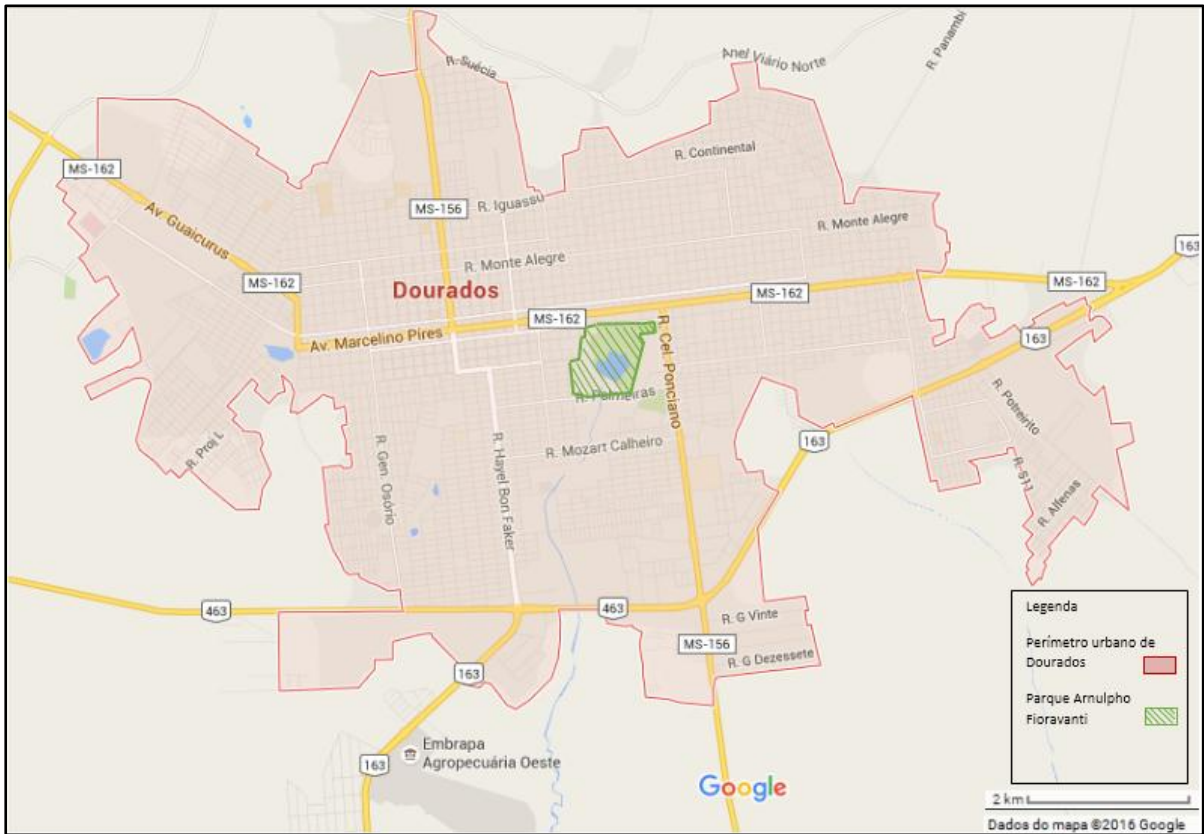 Anel Viário Norte
R. Panambí
R. Suécia
R. Continental
MS-162
Av. Guaicurus
MS-156
R. Iguassu
R. Monte Alegre
R. Monte Alegre
163
MS-162
MS-162
Dourados
MS-162
MS-162
Av. Marcelino Pires
R. Cel. Ponciano
163
R. Palmeiras
R. Potreirito
R. Proj L
R. Gen. Osório
R. Hayel Bon Faker
R. Mozart Calheiro
163
R. S11
R. Alfenas
463
463
R. G Vinte
MS-156
R. G Dezessete
163
Embrapa
Agropecuária Oeste
163
Google
Legenda
Perímetro urbano de
Dourados
Parque Arnulpho
Fioravanti
2 km
Dados do mapa ©2016 Google